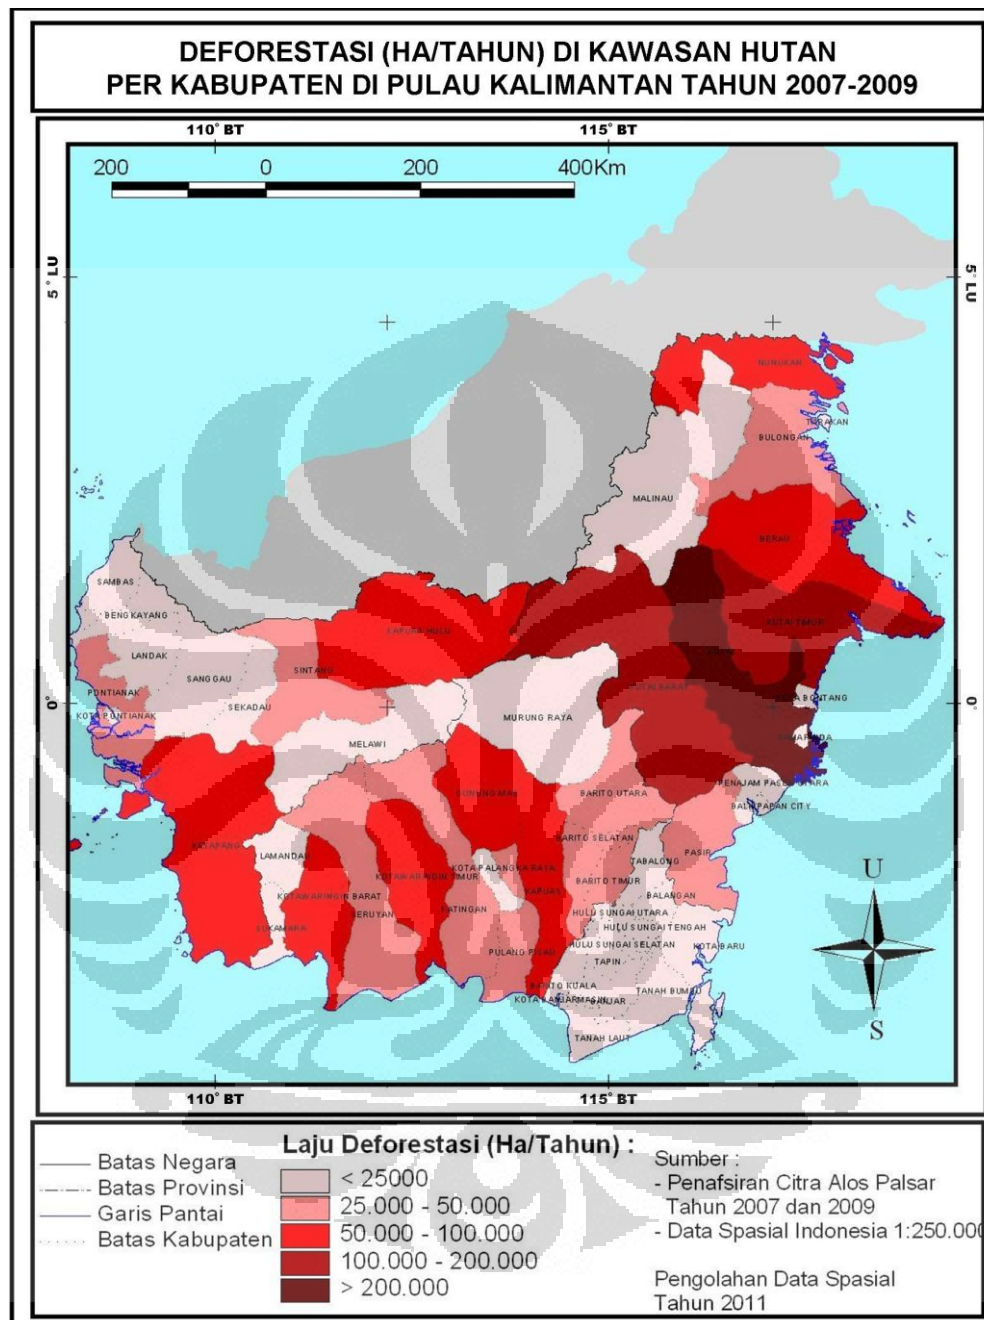 DEFORESTASI (HA/TAHUN) DI KAWASAN HUTAN
PER KABUPATEN DI PULAU KALIMANTAN TAHUN 2007-2009
110° BT
115° BT
200
0
200
400Km
5° LU
5° LU
NUNUKAN
TARAKAN
BULONGAN
MALINAU
BERAU
SAMBAS
BENGKAYANG
KUTAI TIMUR
KAPUAS HULU
LANDAK
SINTANG
SANGGAU
PONTIANAK
KUTAI BARAT
BONTANG
0°
0°
KOTA PONTIANAK
SEKADAU
MURUNG RAYA
SAMARINDA
MELAWI
PENAJAM PASER UTARA
GUNUNG MAS
BARITO UTARA
BALIKPAPAN CITY
BARITO SELATAN
KETAPANG
LAMANDAU
TABALONG
PASIR
KOTA PALANGKA RAYA
KOTAWARINGIN TIMUR
BARITO TIMUR
KAPUAS
KOTAWARINGIN BARAT
BALANGAN
SERUYAN
KATINGAN
HULU SUNGAI UTARA
SUKAMARA
HULU SUNGAI TENGAH
HULU SUNGAI SELATAN
KOTA BARU
PULANG PISAU
TAPIN
BARITO KUALA
TANAH BUMBU
KOTA BANJARMASIN
BANJAR
TANAH LAUT
U
S
110° BT
115° BT
Laju Deforestasi (Ha/Tahun) :
Batas Negara
Batas Provinsi
Garis Pantai
Batas Kabupaten
< 25000
25.000 - 50.000
50.000 - 100.000
100.000 - 200.000
> 200.000
Sumber :
- Penafsiran Citra Alos Palsar
Tahun 2007 dan 2009
- Data Spasial Indonesia 1:250.000
Pengolahan Data Spasial
Tahun 2011